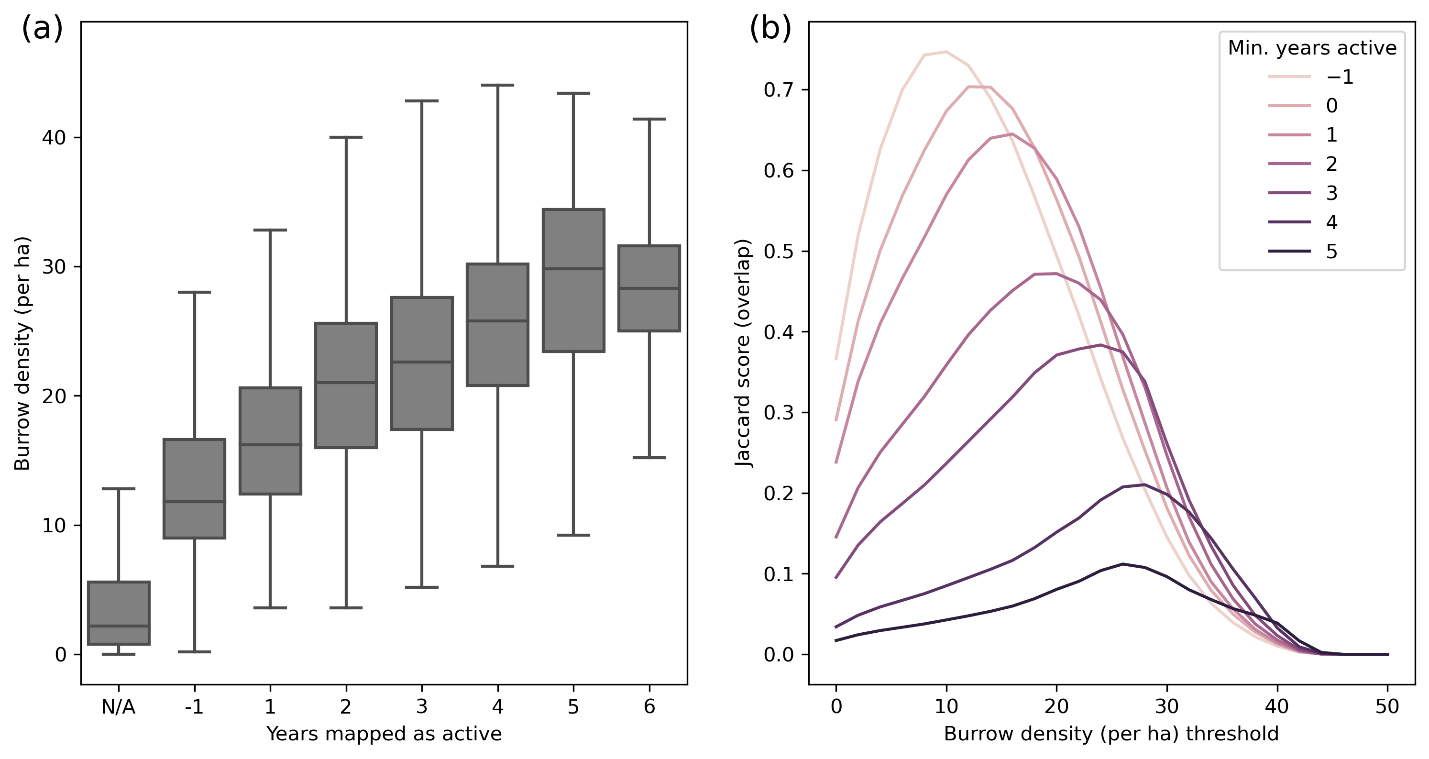 (a)
Burrow density (per ha)
40
30
20
10
0
N/A -1 1 2 3 4 5 6
Years mapped as active
(b)
Jaccard score (overlap)
0.7
0.6
0.5
0.4
0.3
0.2
0.1
0.0
0 10 20 30 40 50
Burrow density (per ha) threshold
Min. years active
−1
0
1
2
3
4
5